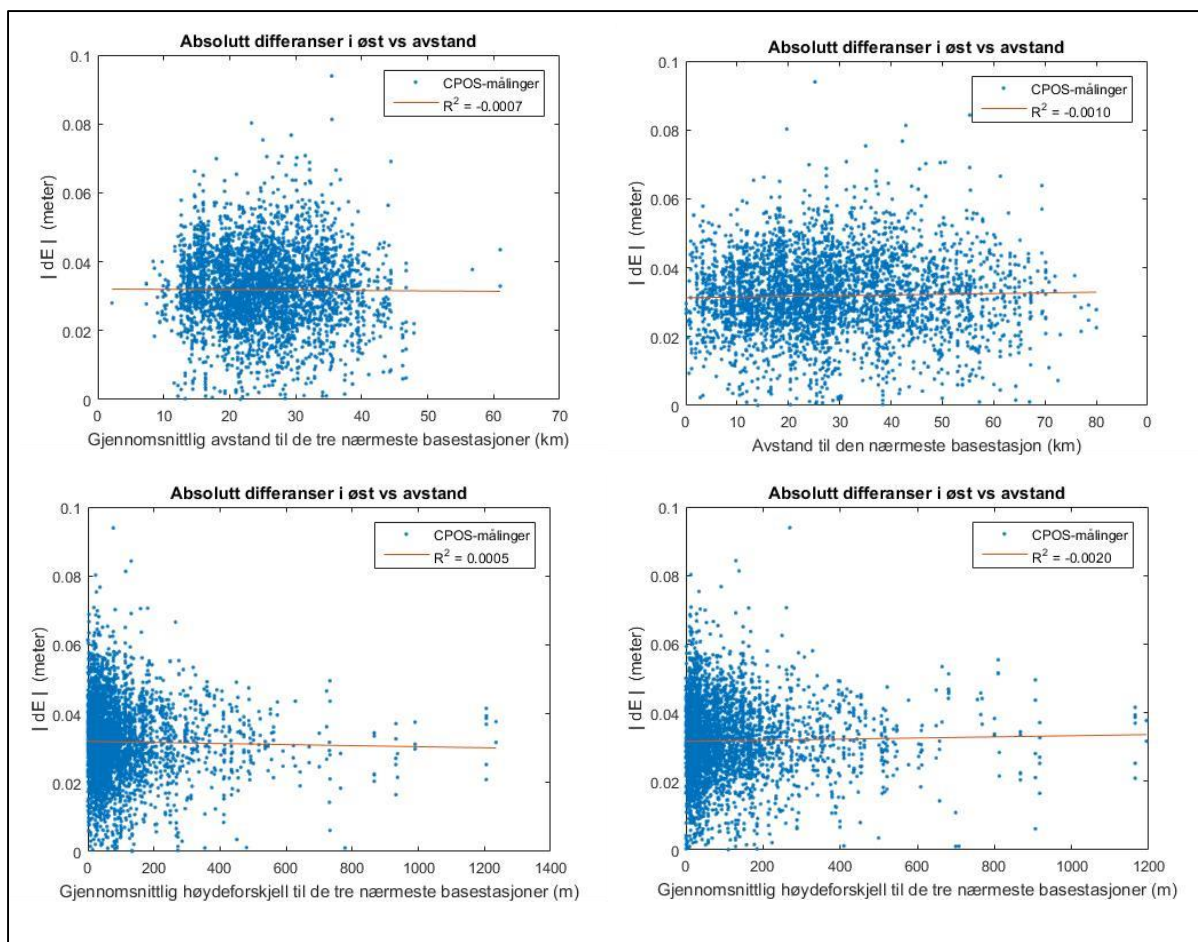 Absolutt differanser i øst vs avstand
0.1
0.08
0.06
0.04
0.02
0
| dE | (meter)
CPOS-målinger
R² = -0.0007
0 10 20 30 40 50 60 70
Gjennomsnittlig avstand til de tre nærmeste basestasjoner (km)
Absolutt differanser i øst vs avstand
0.1
0.08
0.06
0.04
0.02
0
| dE | (meter)
CPOS-målinger
R² = -0.0010
0 10 20 30 40 50 60 70 80 0
Avstand til den nærmeste basestasjon (km)
Absolutt differanser i øst vs avstand
0.1
0.08
0.06
0.04
0.02
0
| dE | (meter)
CPOS-målinger
R² = 0.0005
0 200 400 600 800 1000 1200 1400
Gjennomsnittlig høydeforskjell til de tre nærmeste basestasjoner (m)
Absolutt differanser i øst vs avstand
0.1
0.08
0.06
0.04
0.02
0
| dE | (meter)
CPOS-målinger
R² = -0.0020
0 200 400 600 800 1000 1200
Gjennomsnittlig høydeforskjell til de tre nærmeste basestasjoner (m)